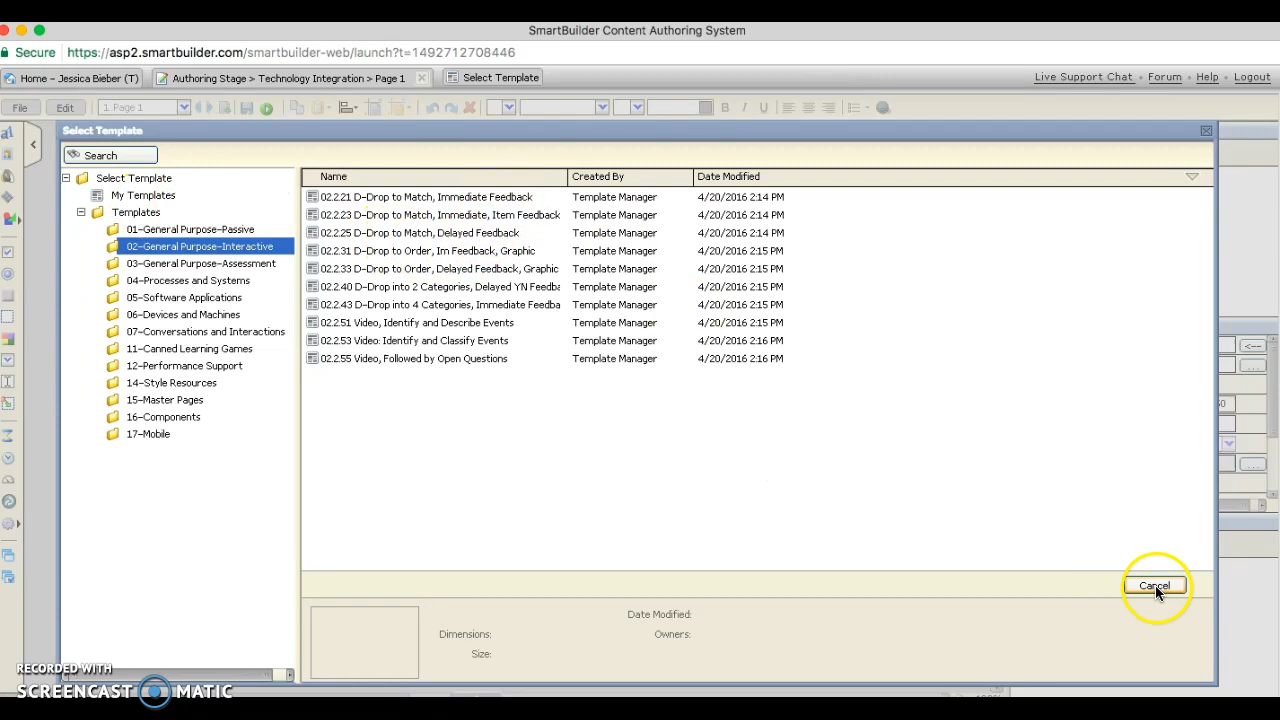 SmartBuilder Content Authoring System
Secure https://asp2.smartbuilder.com/smartbuilder-web/launch?t=1492712708446
Home – Jessica Bieber (T) Authoring Stage > Technology Integration > Page 1 Select Template Live Support Chat Forum Help Logout
File Edit 1. Page 1 B I U
Select Template
Search
Select Template
My Templates
Templates
01-General Purpose-Passive
02-General Purpose-Interactive
03-General Purpose-Assessment
04-Processes and Systems
05-Software Applications
06-Devices and Machines
07-Conversations and Interactions
11-Canned Learning Games
12-Performance Support
14-Style Resources
15-Master Pages
16-Components
17-Mobile
Name Created By Date Modified
02.2.21 D-Drop to Match, Immediate Feedback Template Manager 4/20/2016 2:14 PM
02.2.23 D-Drop to Match, Immediate, Item Feedback Template Manager 4/20/2016 2:14 PM
02.2.25 D-Drop to Match, Delayed Feedback Template Manager 4/20/2016 2:14 PM
02.2.31 D-Drop to Order, Im Feedback, Graphic Template Manager 4/20/2016 2:15 PM
02.2.33 D-Drop to Order, Delayed Feedback, Graphic Template Manager 4/20/2016 2:15 PM
02.2.40 D-Drop into 2 Categories, Delayed YN Feedba Template Manager 4/20/2016 2:15 PM
02.2.43 D-Drop into 4 Categories, Immediate Feedba Template Manager 4/20/2016 2:15 PM
02.2.51 Video, Identify and Describe Events Template Manager 4/20/2016 2:15 PM
02.2.53 Video: Identify and Classify Events Template Manager 4/20/2016 2:16 PM
02.2.55 Video, Followed by Open Questions Template Manager 4/20/2016 2:16 PM
Cancel
Date Modified:
Dimensions: Owners:
Size:
RECORDED WITH
SCREENCAST MATIC